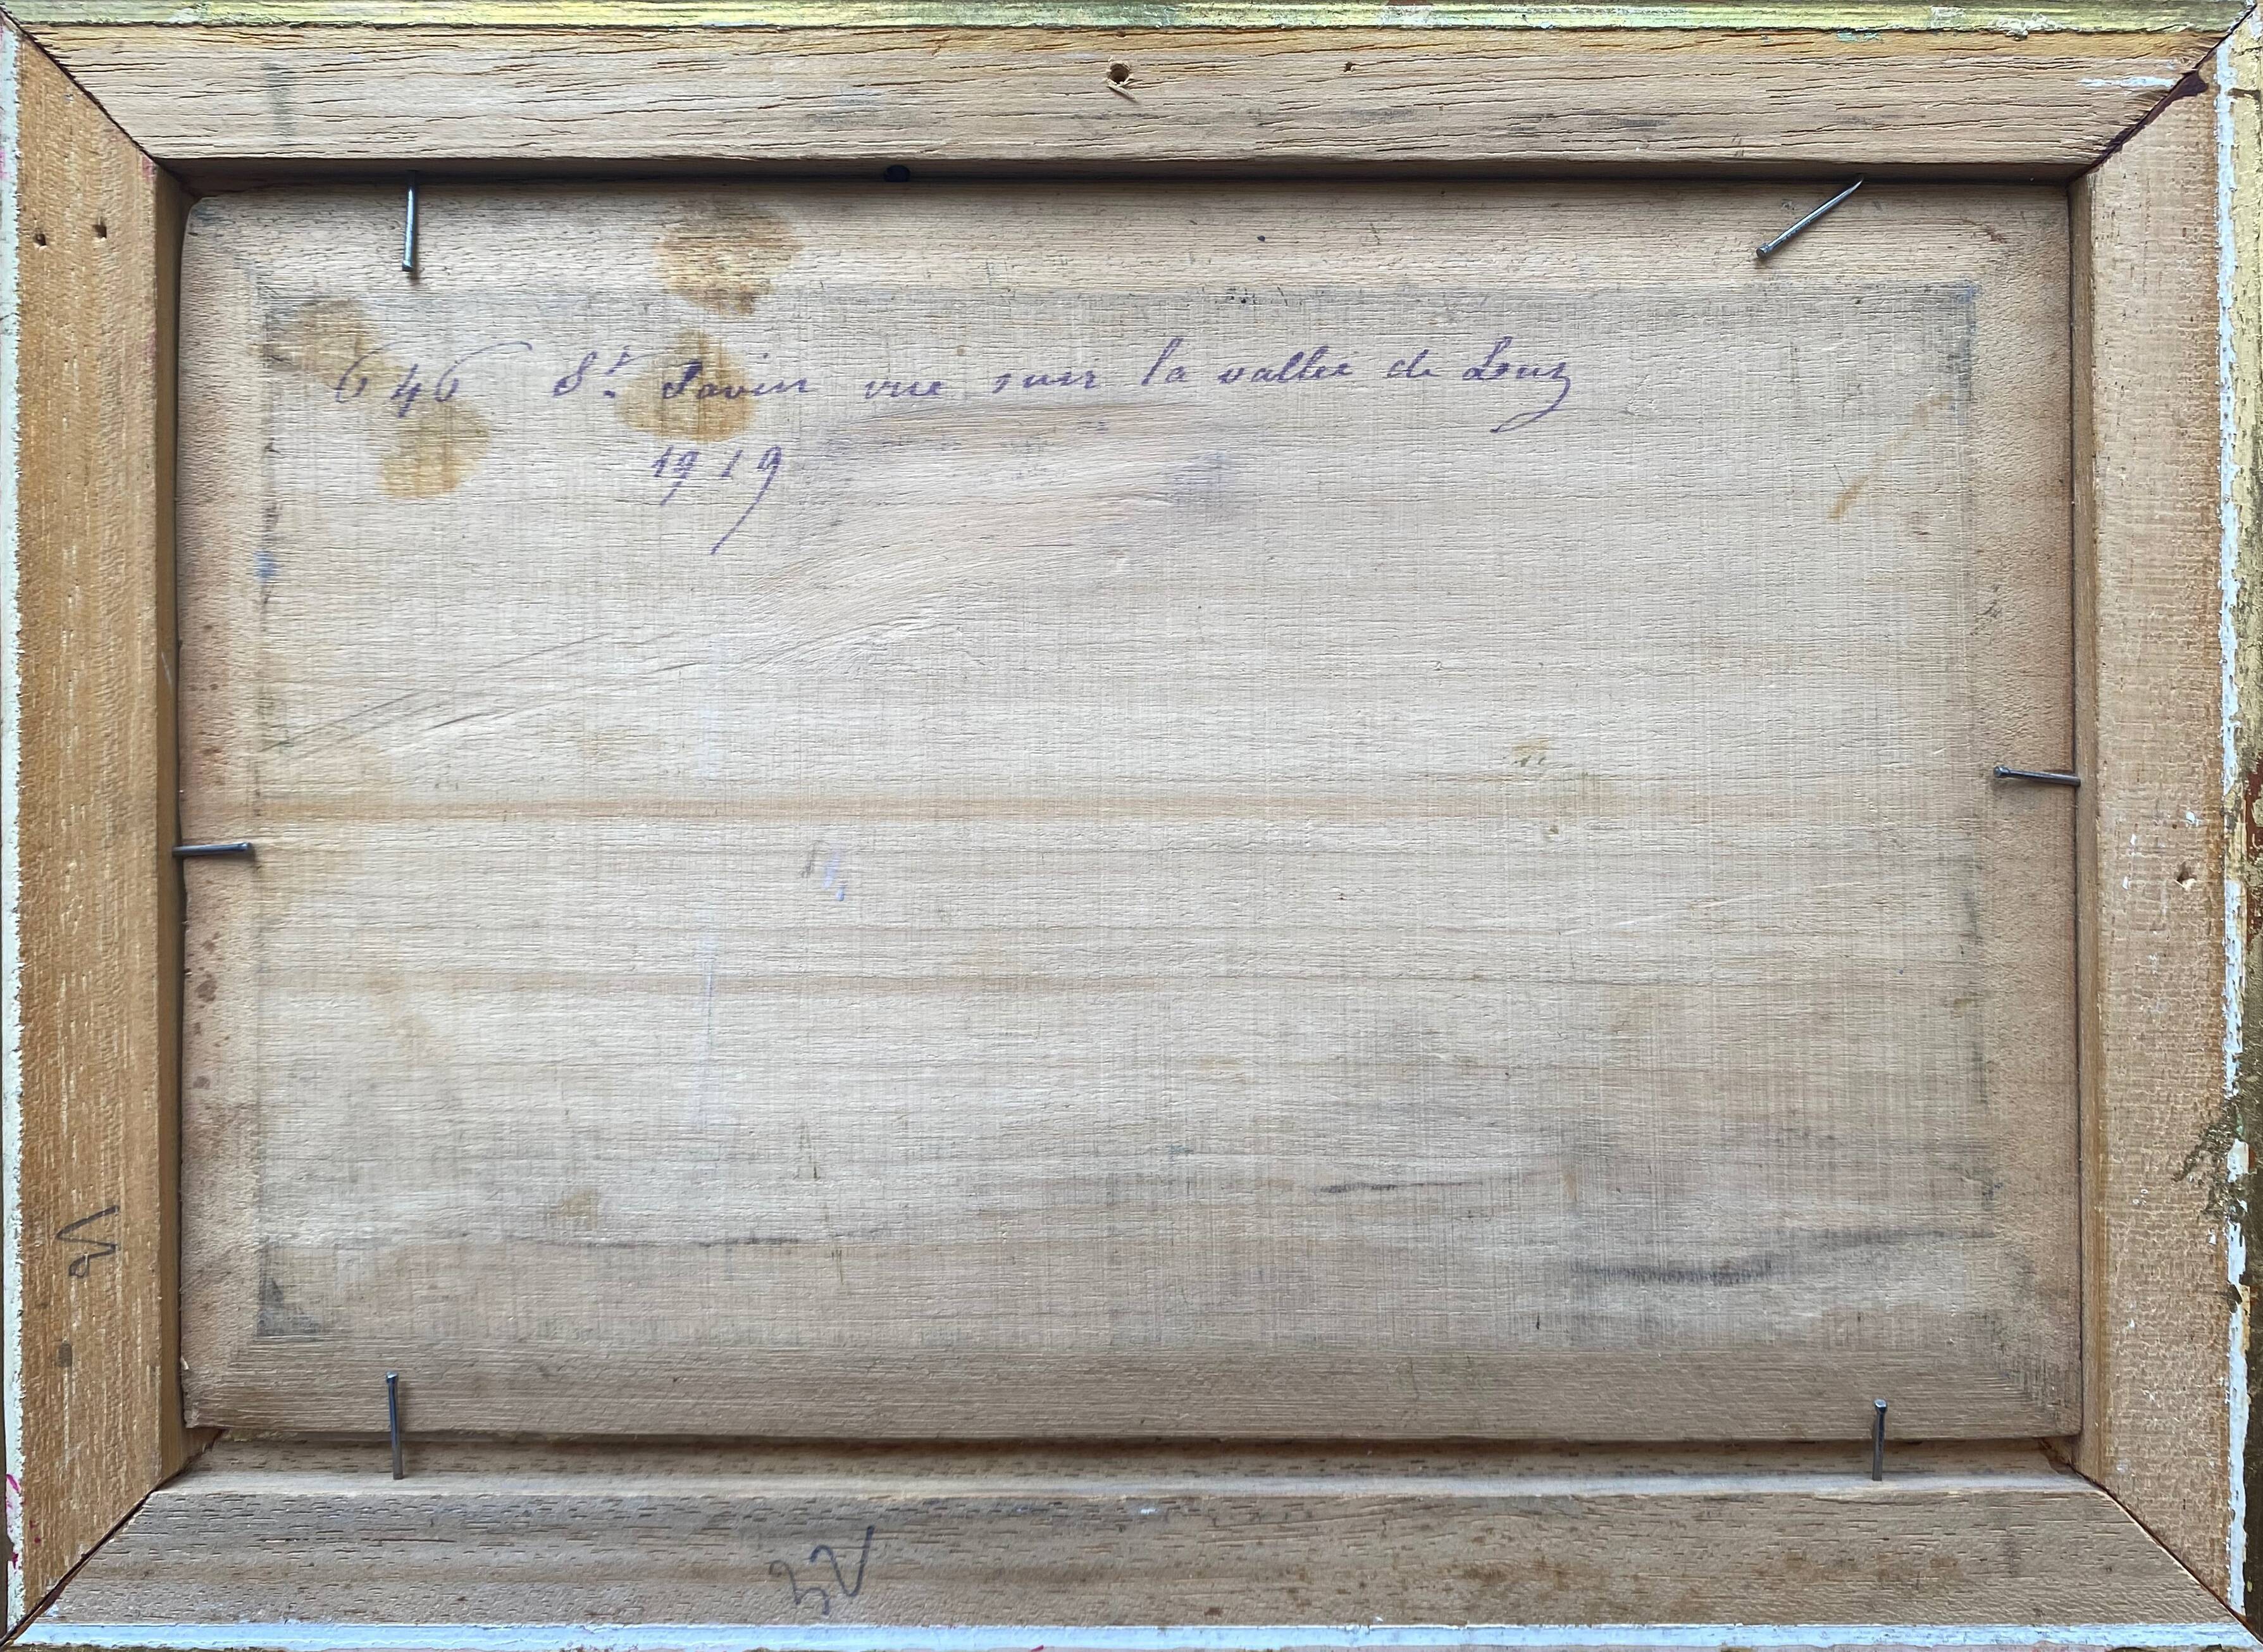 646 St. Savin vue sur la vallée de Luz
1919